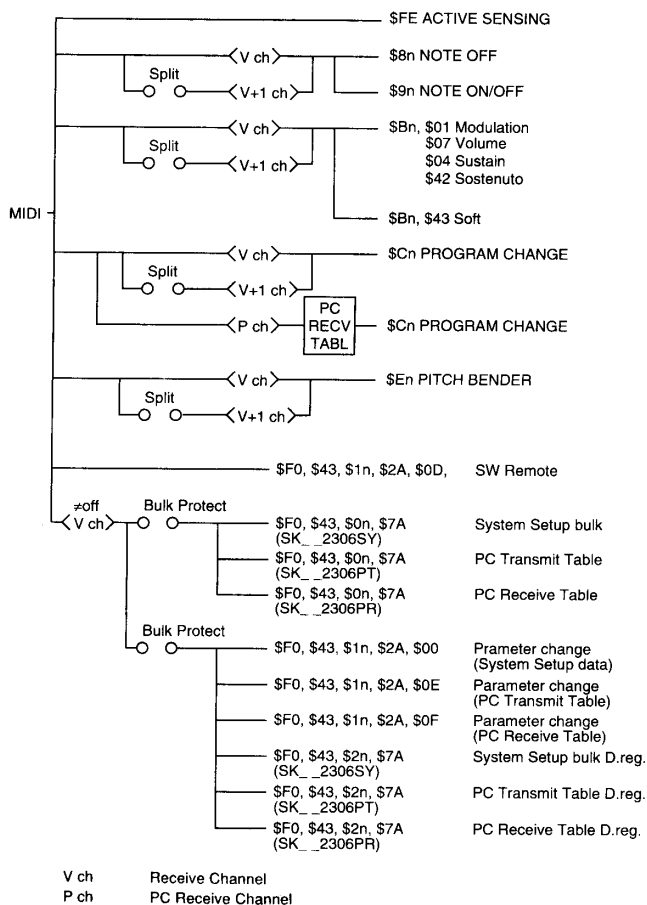 $FE ACTIVE SENSING
V ch
$8n NOTE OFF
Split
V+1 ch
$9n NOTE ON/OFF
V ch
$Bn, $01 Modulation
Split
$07 Volume
V+1 ch
$04 Sustain
$42 Sostenuto
MIDI
$Bn, $43 Soft
V ch
$Cn PROGRAM CHANGE
Split
V+1 ch
P ch
PC
RECV
TABL
$Cn PROGRAM CHANGE
V ch
$En PITCH BENDER
Split
V+1 ch
$F0, $43, $1n, $2A, $0D, SW Remote
≠off
V ch
Bulk Protect
$F0, $43, $0n, $7A System Setup bulk
(SK_ _2306SY)
$F0, $43, $0n, $7A PC Transmit Table
(SK_ _2306PT)
$F0, $43, $0n, $7A PC Receive Table
(SK_ _2306PR)
Bulk Protect
$F0, $43, $1n, $2A, $00 Prameter change
(System Setup data)
$F0, $43, $1n, $2A, $0E Parameter change
(PC Transmit Table)
$F0, $43, $1n, $2A, $0F Parameter change
(PC Receive Table)
$F0, $43, $2n, $7A System Setup bulk D.reg.
(SK_ _2306SY)
$F0, $43, $2n, $7A PC Transmit Table D.reg.
(SK_ _2306PT)
$F0, $43, $2n, $7A PC Receive Table D.reg.
(SK_ _2306PR)
V ch Receive Channel
P ch PC Receive Channel